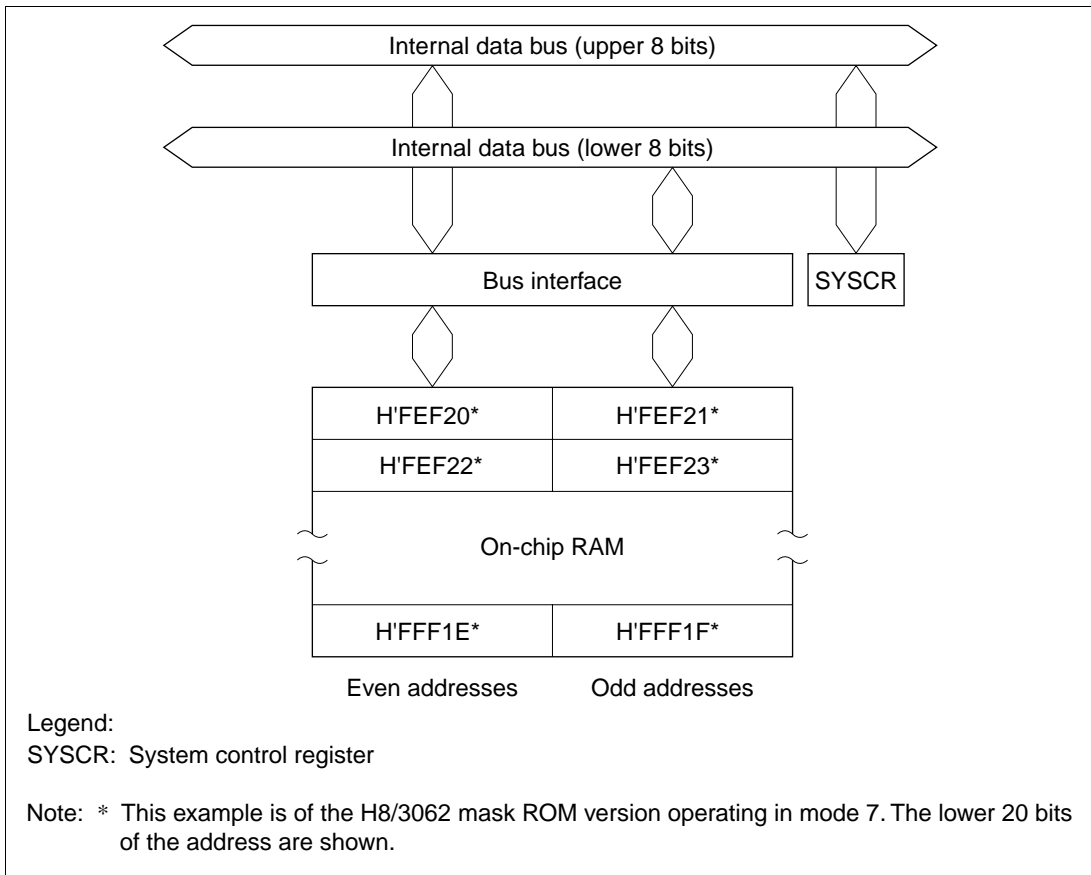 Internal data bus (upper 8 bits)
Internal data bus (lower 8 bits)
Bus interface
SYSCR
H'FEF20*
H'FEF21*
H'FEF22*
H'FEF23*
On-chip RAM
H'FFF1E*
H'FFF1F*
Even addresses
Odd addresses
Legend:
SYSCR: System control register
Note: * This example is of the H8/3062 mask ROM version operating in mode 7. The lower 20 bits
of the address are shown.